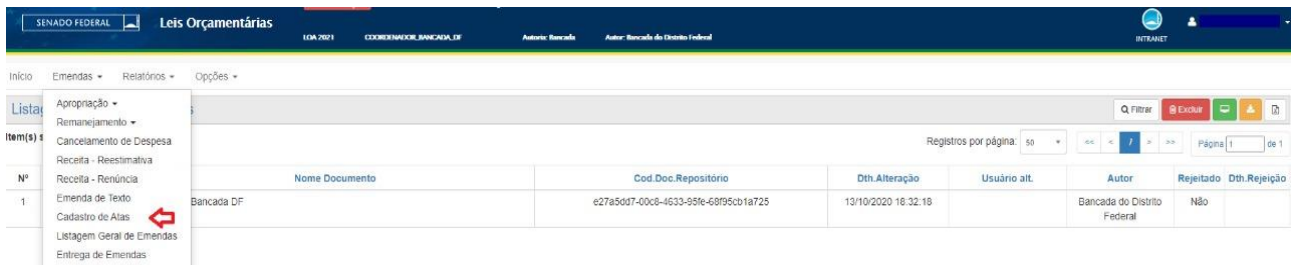 SENADO FEDERAL Leis Orçamentárias
LOA 2021 COORDENADOR_BANCADA_DF Autoria: Bancada Autor: Bancada do Distrito Federal INTRANET
Início Emendas Relatórios Opções
Apropriação
Remanejamento
Cancelamento de Despesa
Receita - Reestimativa
Receita - Renúncia
Emenda de Texto
Cadastro de Atas
Listagem Geral de Emendas
Entrega de Emendas
Listag s Filtrar Excluir
Item(s) s Registros por página: 50 << < 1 > >> Página 1 de 1
Nº Nome Documento Cod.Doc.Repositório Dth.Alteração Usuário alt. Autor Rejeitado Dth.Rejeição
1 Bancada DF e27a5dd7-00c8-4633-95fe-68f95cb1a725 13/10/2020 18:32:18 Bancada do Distrito Não
Federal